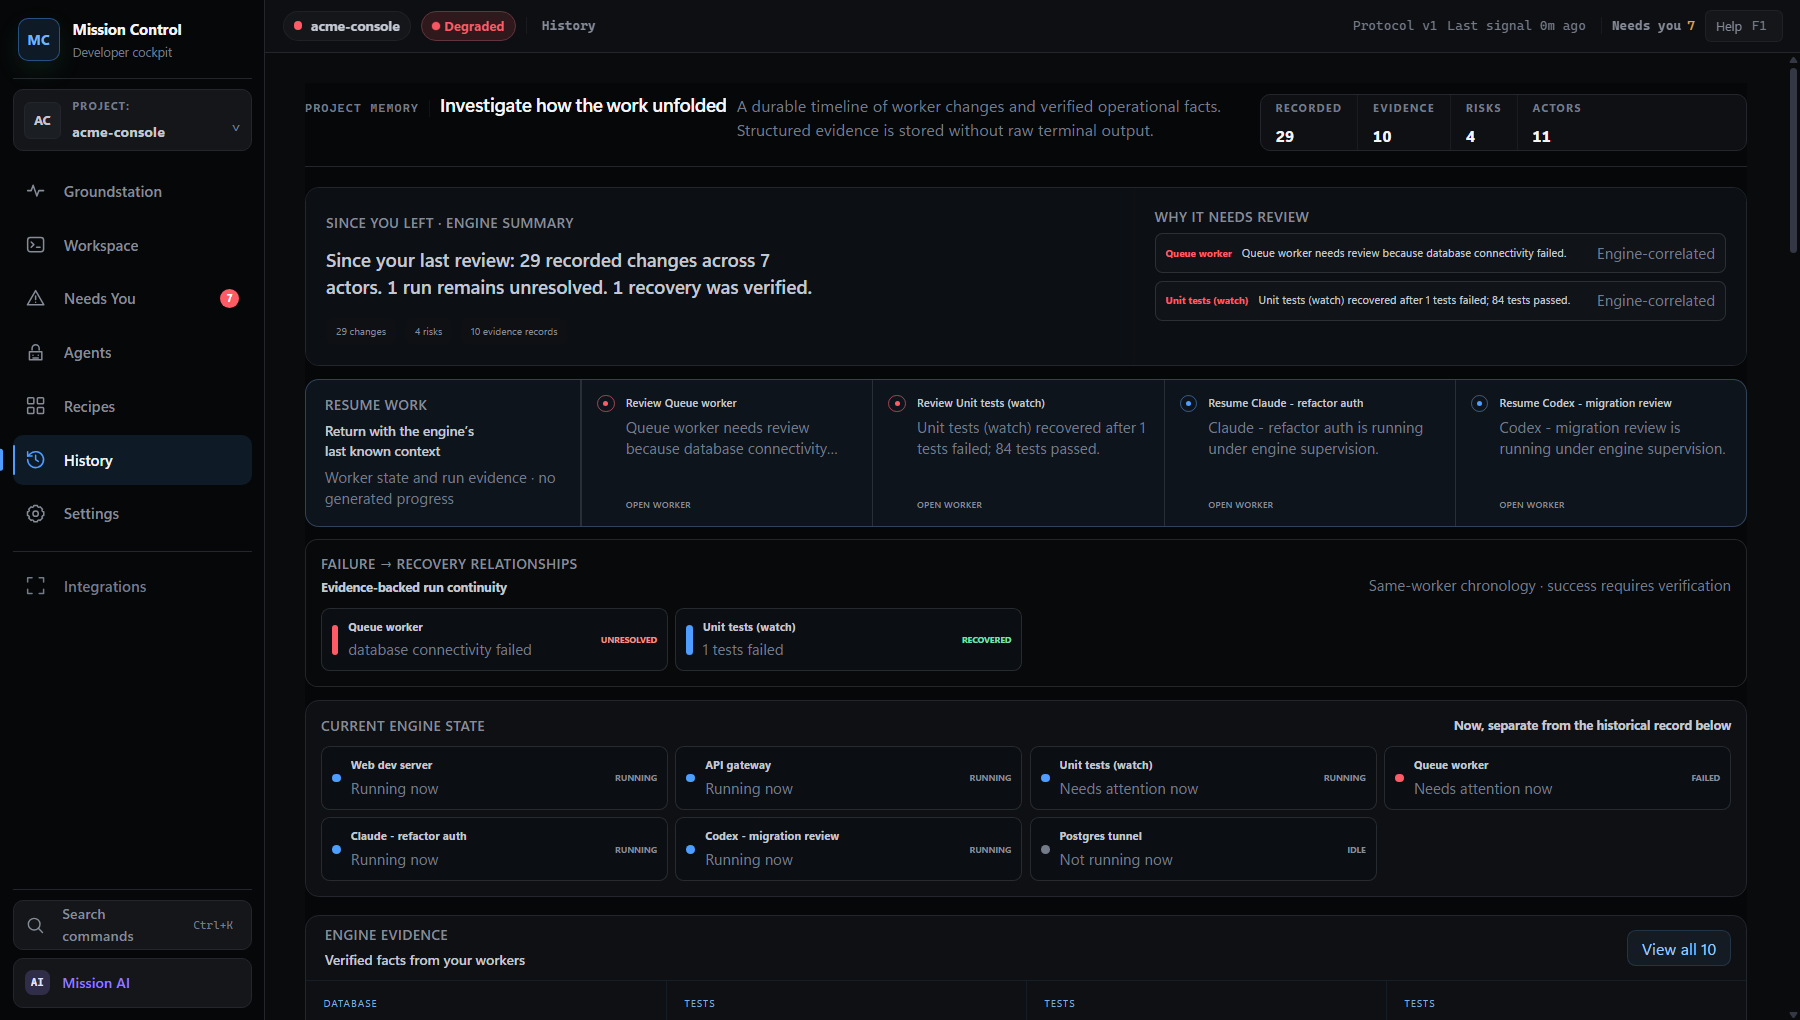 MC
Mission Control
Developer cockpit
AC
PROJECT:
acme-console
v
Groundstation
Workspace
Needs You
7
Agents
Recipes
History
Settings
Integrations
Search commands
Ctrl+K
AI
Mission AI
acme-console
Degraded
History
Protocol v1
Last signal 0m ago
Needs you 7
Help F1
PROJECT MEMORY
Investigate how the work unfolded
A durable timeline of worker changes and verified operational facts.
Structured evidence is stored without raw terminal output.
RECORDED
29
EVIDENCE
10
RISKS
4
ACTORS
11
SINCE YOU LEFT · ENGINE SUMMARY
Since your last review: 29 recorded changes across 7
actors. 1 run remains unresolved. 1 recovery was verified.
29 changes
4 risks
10 evidence records
WHY IT NEEDS REVIEW
Queue worker Queue worker needs review because database connectivity failed. Engine-correlated
Unit tests (watch) Unit tests (watch) recovered after 1 tests failed; 84 tests passed. Engine-correlated
RESUME WORK
Return with the engine's
last known context
Worker state and run evidence · no
generated progress
Review Queue worker
Queue worker needs review
because database connectivity...
OPEN WORKER
Review Unit tests (watch)
Unit tests (watch) recovered after 1
tests failed; 84 tests passed.
OPEN WORKER
Resume Claude - refactor auth
Claude - refactor auth is running
under engine supervision.
OPEN WORKER
Resume Codex - migration review
Codex - migration review is
running under engine supervision.
OPEN WORKER
FAILURE → RECOVERY RELATIONSHIPS
Evidence-backed run continuity
Same-worker chronology · success requires verification
Queue worker
database connectivity failed
UNRESOLVED
Unit tests (watch)
1 tests failed
RECOVERED
CURRENT ENGINE STATE
Now, separate from the historical record below
Web dev server
Running now
RUNNING
API gateway
Running now
RUNNING
Unit tests (watch)
Needs attention now
RUNNING
Queue worker
Needs attention now
FAILED
Claude - refactor auth
Running now
RUNNING
Codex - migration review
Running now
RUNNING
Postgres tunnel
Not running now
IDLE
ENGINE EVIDENCE
Verified facts from your workers
View all 10
DATABASE
TESTS
TESTS
TESTS